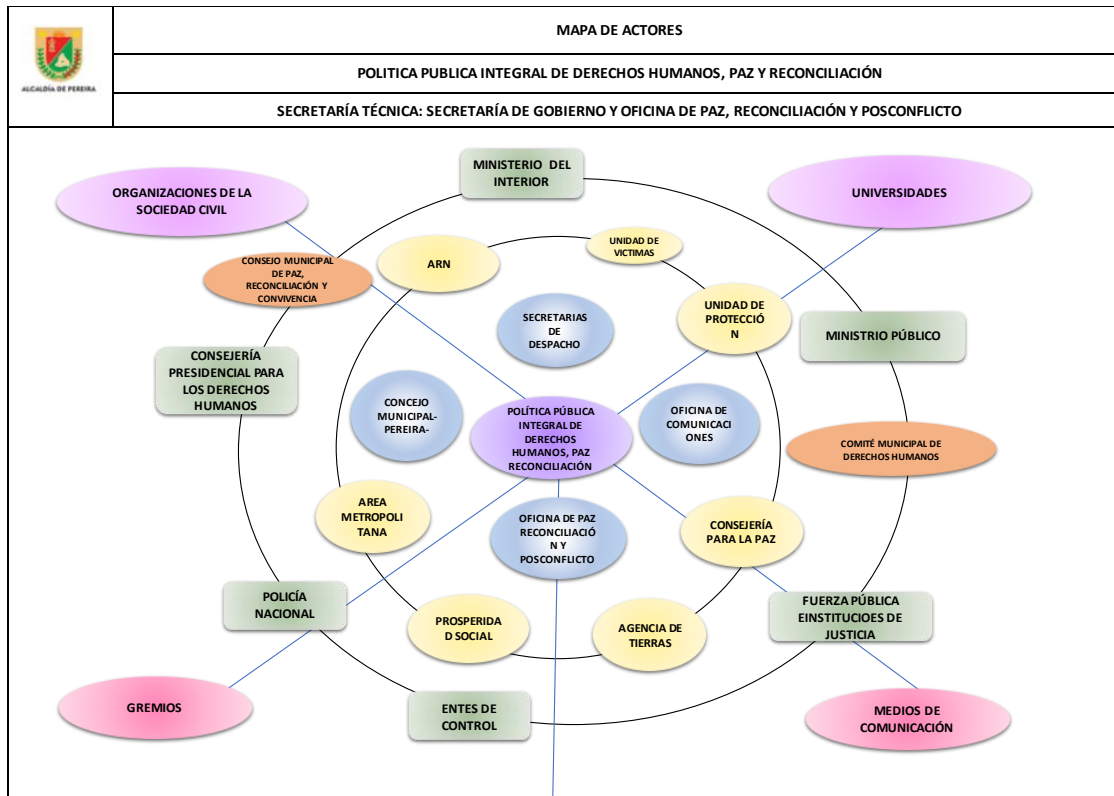 MAPA DE ACTORES
POLITICA PUBLICA INTEGRAL DE DERECHOS HUMANOS, PAZ Y RECONCILIACIÓN
ALCALDÍA DE PEREIRA
SECRETARÍA TÉCNICA: SECRETARÍA DE GOBIERNO Y OFICINA DE PAZ, RECONCILIACIÓN Y POSCONFLICTO
MINISTERIO DEL
INTERIOR
ORGANIZACIONES DE LA
SOCIEDAD CIVIL
UNIVERSIDADES
UNIDAD DE
VICTIMAS
ARN
CONSEJO MUNICIPAL
DE PAZ,
RECONCILIACIÓN Y
CONVIVENCIA
UNIDAD DE
PROTECCIÓ
N
SECRETARIAS
DE
DESPACHO
MINISTRIO PÚBLICO
CONSEJERÍA
PRESIDENCIAL PARA
LOS DERECHOS
HUMANOS
CONCEJO
MUNICIPAL-
PEREIRA-
POLÍTICA PÚBLICA
INTEGRAL DE
DERECHOS
HUMANOS, PAZ
RECONCILIACIÓN
OFICINA DE
COMUNICACI
ONES
COMITÉ MUNICIPAL DE
DERECHOS HUMANOS
AREA
METROPOLI
TANA
OFICINA DE PAZ
RECONCILIACIÓ
N Y
POSCONFLICTO
CONSEJERÍA
PARA LA PAZ
POLICÍA
NACIONAL
PROSPERIDA
D SOCIAL
AGENCIA DE
TIERRAS
FUERZA PÚBLICA
EINSTITUCIOES DE
JUSTICIA
GREMIOS
ENTES DE
CONTROL
MEDIOS DE
COMUNICACIÓN